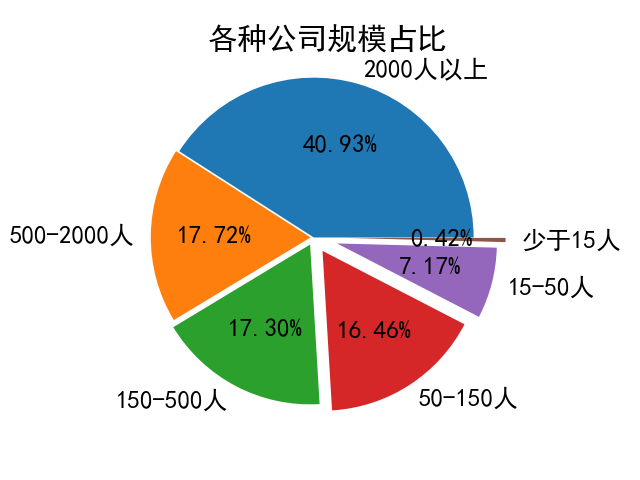 各种公司规模占比
2000人以上
40.93%
500-2000人
17.72%
0.42%
少于15人
7.17%
15-50人
17.30%
16.46%
150-500人
50-150人